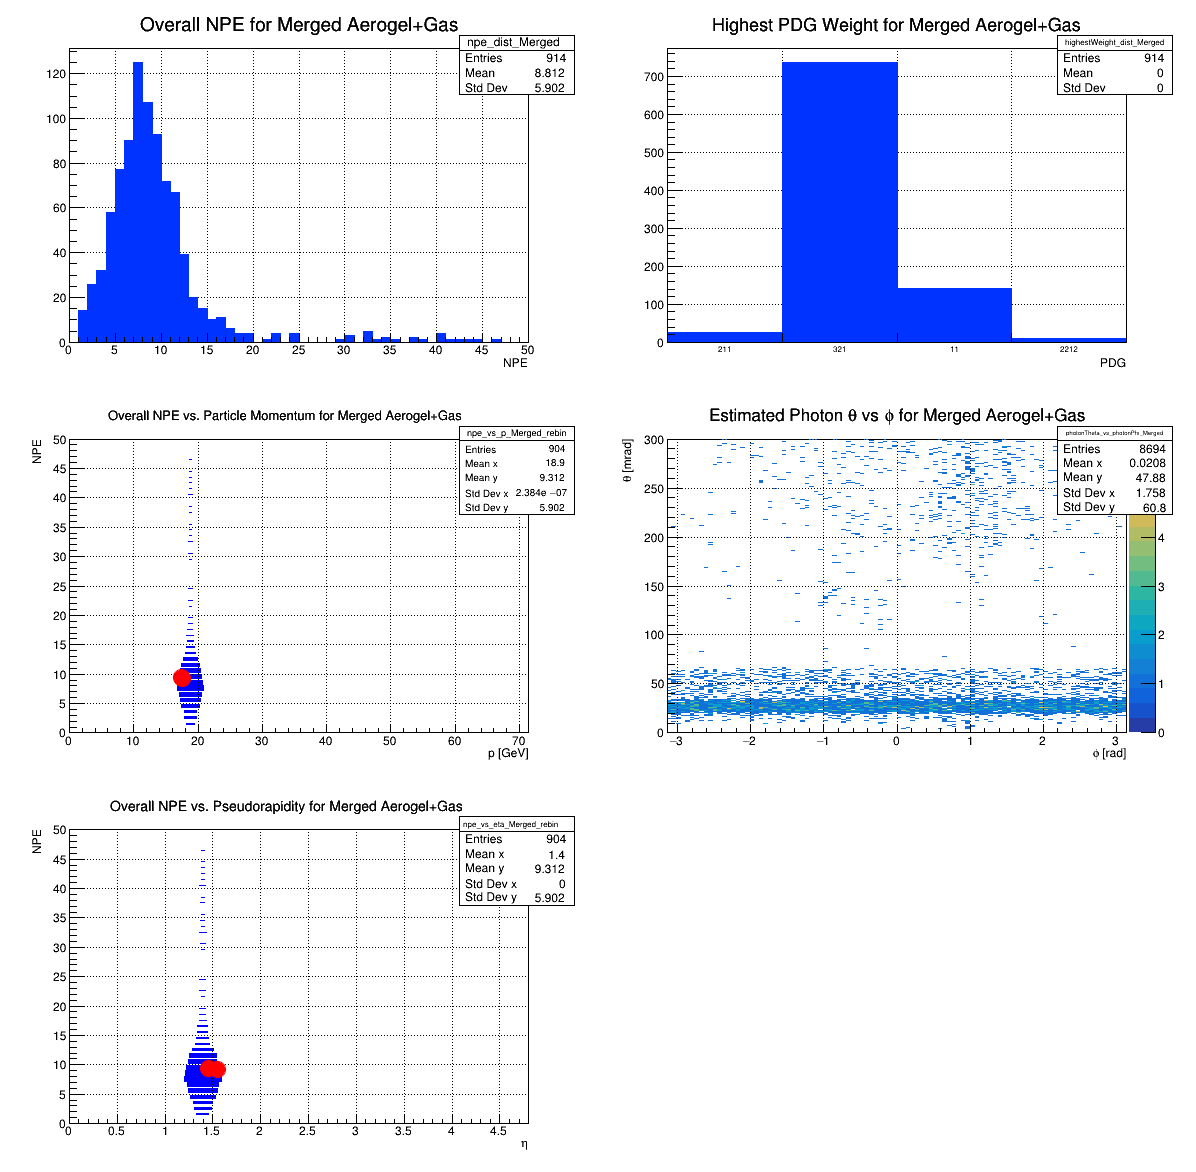 Overall NPE for Merged Aerogel+Gas
npe_dist_Merged
Entries 914
Mean 8.812
Std Dev 5.902
120
100
80
60
40
20
0
0 5 10 15 20 25 30 35 40 45 50
NPE
Highest PDG Weight for Merged Aerogel+Gas
highestWeight_dist_Merged
Entries 914
Mean 0
Std Dev 0
700
600
500
400
300
200
100
0
211 321 11 2212
PDG
Overall NPE vs. Particle Momentum for Merged Aerogel+Gas
npe_vs_p_Merged_rebin
Entries 904
Mean x 18.9
Mean y 9.312
Std Dev x 2.384e −07
Std Dev y 5.902
NPE
50
45
40
35
30
25
20
15
10
5
0
0 10 20 30 40 50 60 70
p [GeV]
Estimated Photon θ vs ϕ for Merged Aerogel+Gas
photonTheta_vs_photonPhi_Merged
Entries 8694
Mean x 0.0208
Mean y 47.88
Std Dev x 1.758
Std Dev y 60.8
θ [mrad]
300
250
200
150
100
50
0
−3 −2 −1 0 1 2 3
ϕ [rad]
4
3
2
1
0
Overall NPE vs. Pseudorapidity for Merged Aerogel+Gas
npe_vs_eta_Merged_rebin
Entries 904
Mean x 1.4
Mean y 9.312
Std Dev x 0
Std Dev y 5.902
NPE
50
45
40
35
30
25
20
15
10
5
0
0 0.5 1 1.5 2 2.5 3 3.5 4 4.5
η